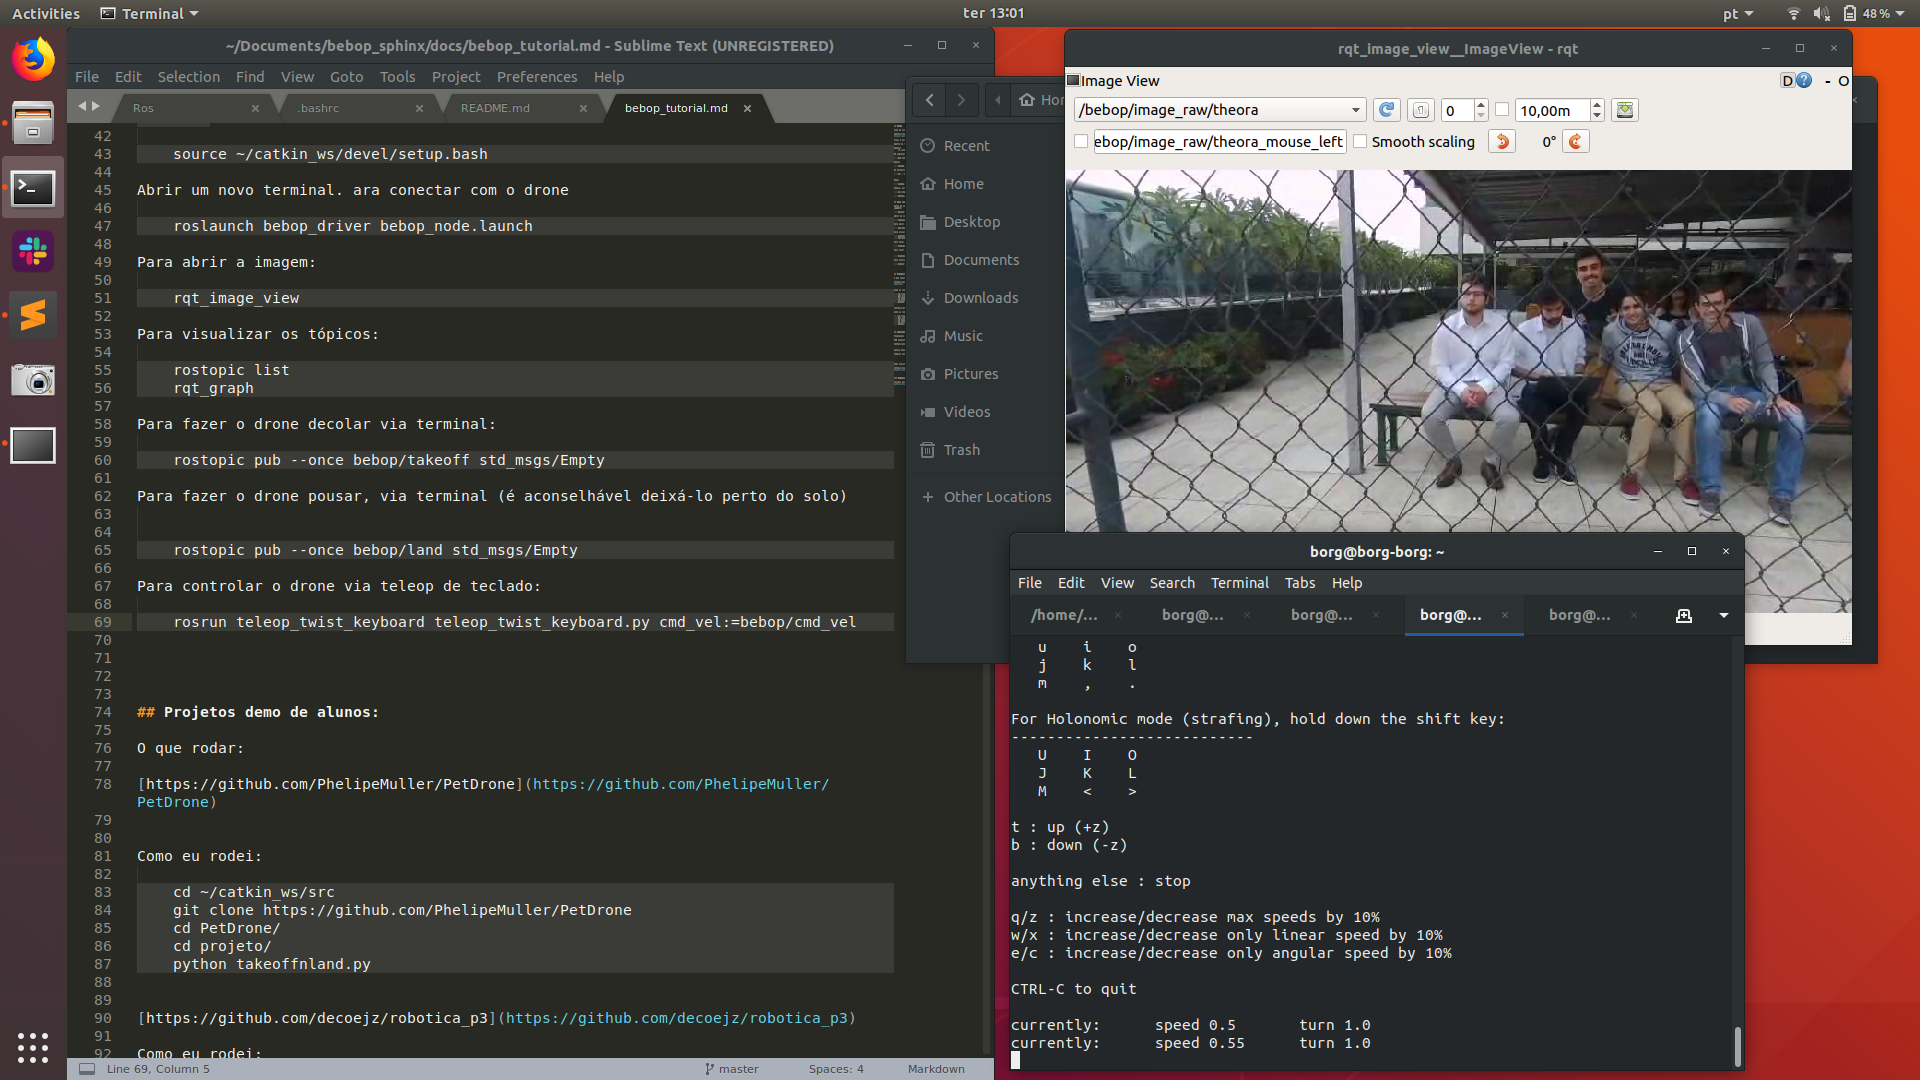 Activities
Terminal
ter 13:01
pt
48%
~/Documents/bebop_sphinx/docs/bebop_tutorial.md - Sublime Text (UNREGISTERED)
File Edit Selection Find View Goto Tools Project Preferences Help
Ros
.bashrc
README.md
bebop_tutorial.md
42
43 source ~/catkin_ws/devel/setup.bash
44
45 Abrir um novo terminal. ara conectar com o drone
46
47 roslaunch bebop_driver bebop_node.launch
48
49 Para abrir a imagem:
50
51 rqt_image_view
52
53 Para visualizar os tópicos:
54
55 rostopic list
56 rqt_graph
57
58 Para fazer o drone decolar via terminal:
59
60 rostopic pub --once bebop/takeoff std_msgs/Empty
61
62 Para fazer o drone pousar, via terminal (é aconselhável deixá-lo perto do solo)
63
64
65 rostopic pub --once bebop/land std_msgs/Empty
66
67 Para controlar o drone via teleop de teclado:
68
69 rosrun teleop_twist_keyboard teleop_twist_keyboard.py cmd_vel:=bebop/cmd_vel
70
71
72
73
74 ## Projetos demo de alunos:
75
76 O que rodar:
77
78 [https://github.com/PhelipeMuller/PetDrone](https://github.com/PhelipeMuller/
PetDrone)
79
80
81 Como eu rodei:
82
83 cd ~/catkin_ws/src
84 git clone https://github.com/PhelipeMuller/PetDrone
85 cd PetDrone/
86 cd projeto/
87 python takeoffnland.py
88
89
90 [https://github.com/decoejz/robotica_p3](https://github.com/decoejz/robotica_p3)
91
92 Como eu rodei:
Line 69, Column 5
master
Spaces: 4
Markdown
Hor
Recent
Home
Desktop
Documents
Downloads
Music
Pictures
Videos
Trash
Other Locations
rqt_image_view__ImageView - rqt
Image View
D - O
/bebop/image_raw/theora
0
10,00m
ebop/image_raw/theora_mouse_left
Smooth scaling
0°
borg@borg-borg: ~
File Edit View Search Terminal Tabs Help
/home/...
borg@...
borg@...
borg@...
borg@...
u i o
j k l
m , .
For Holonomic mode (strafing), hold down the shift key:
---------------------------
U I O
J K L
M < >
t : up (+z)
b : down (-z)
anything else : stop
q/z : increase/decrease max speeds by 10%
w/x : increase/decrease only linear speed by 10%
e/c : increase/decrease only angular speed by 10%
CTRL-C to quit
currently: speed 0.5 turn 1.0
currently: speed 0.55 turn 1.0